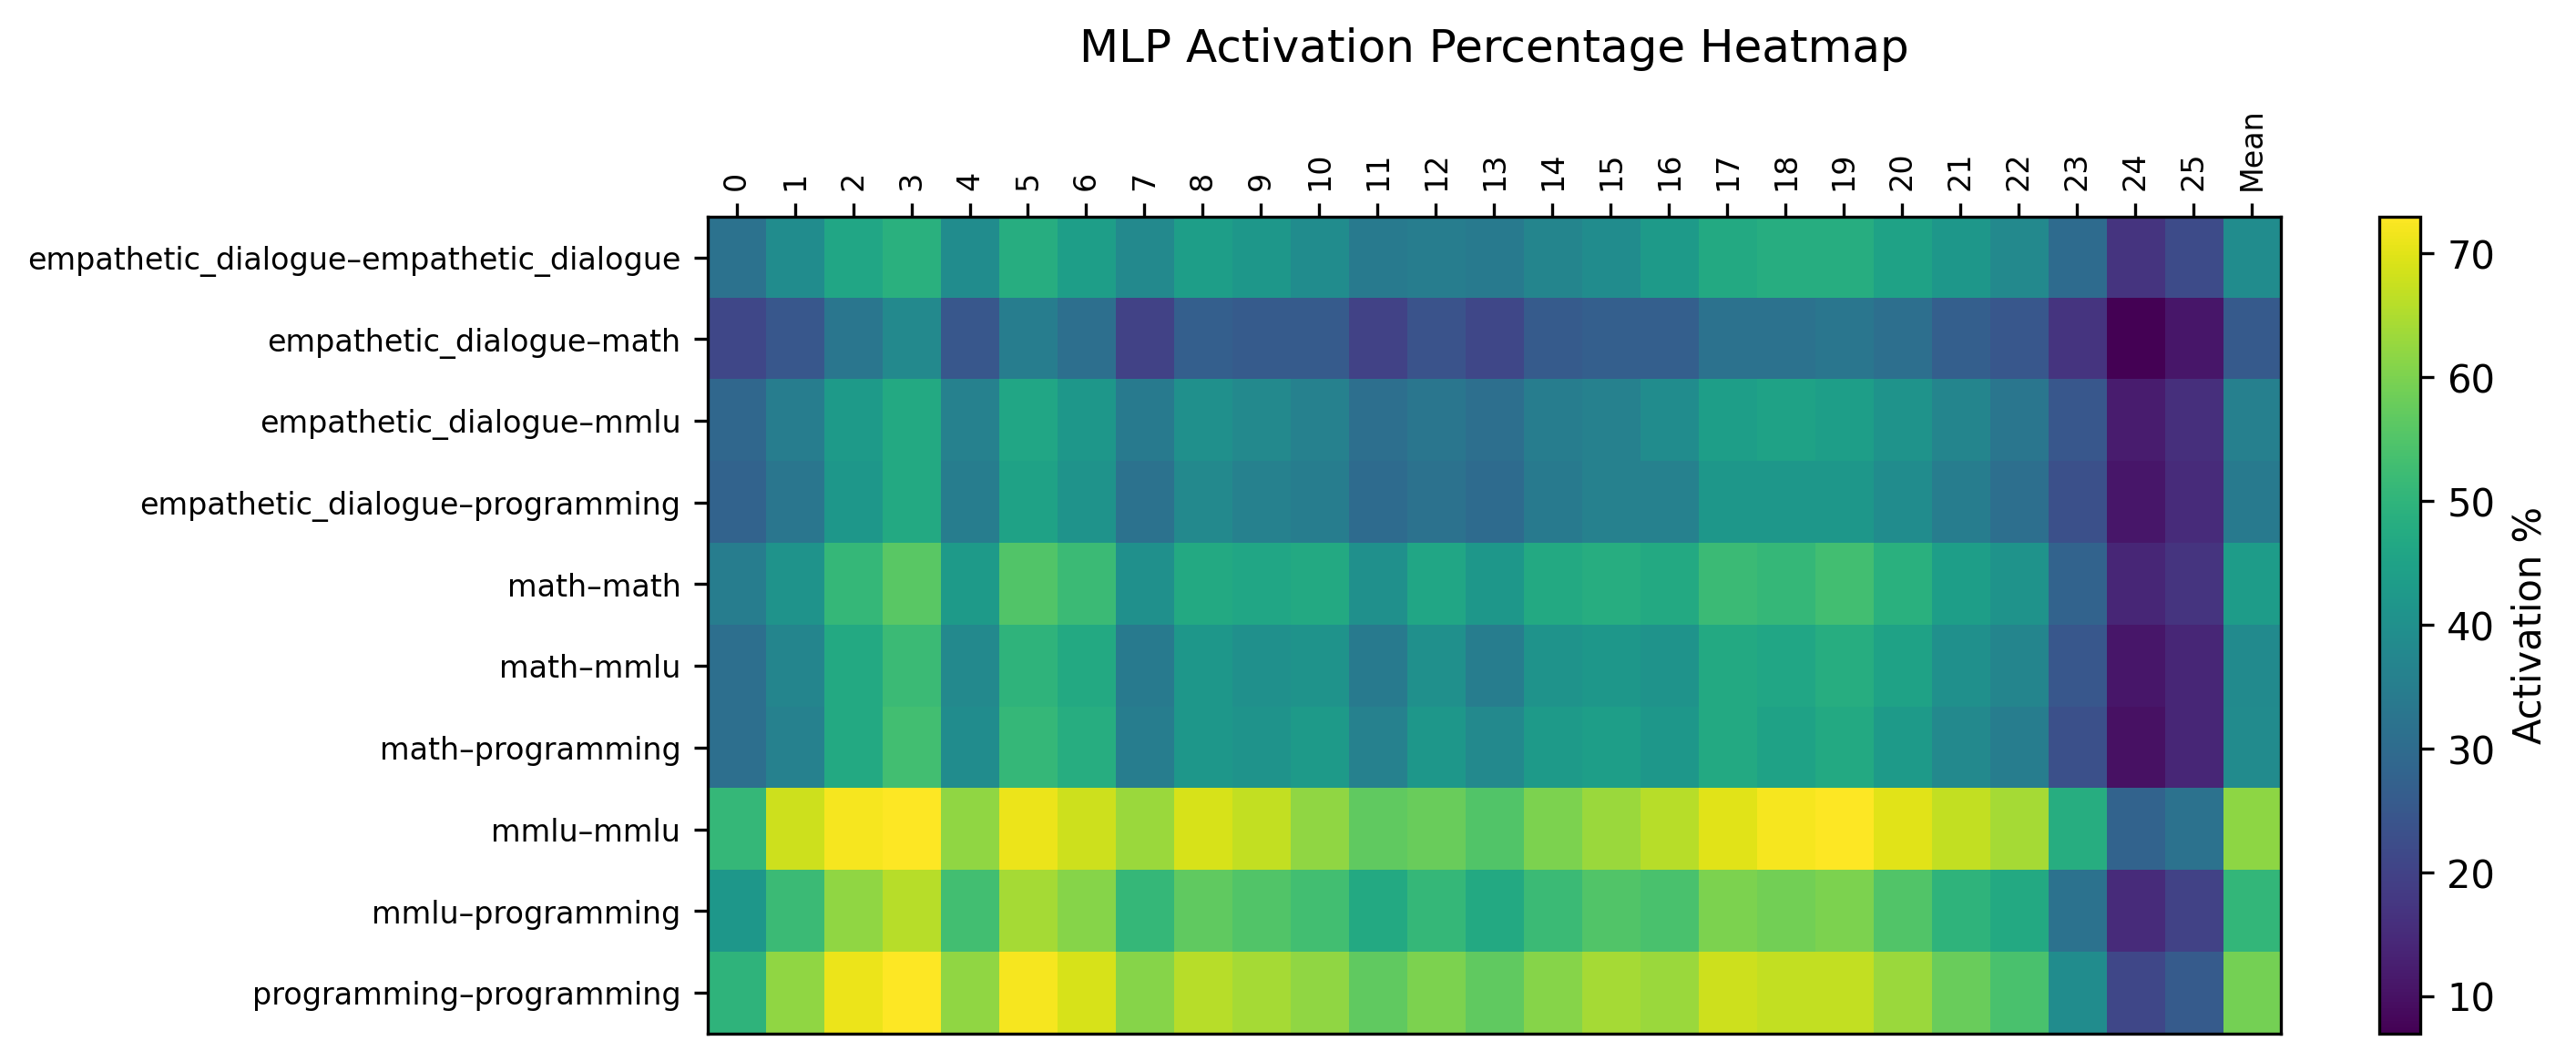 MLP Activation Percentage Heatmap
0 1 2 3 4 5 6 7 8 9 10 11 12 13 14 15 16 17 18 19 20 21 22 23 24 25 Mean
empathetic_dialogue–empathetic_dialogue
empathetic_dialogue–math
empathetic_dialogue–mmlu
empathetic_dialogue–programming
math–math
math–mmlu
math–programming
mmlu–mmlu
mmlu–programming
programming–programming
70
60
50
40
30
20
10
Activation %